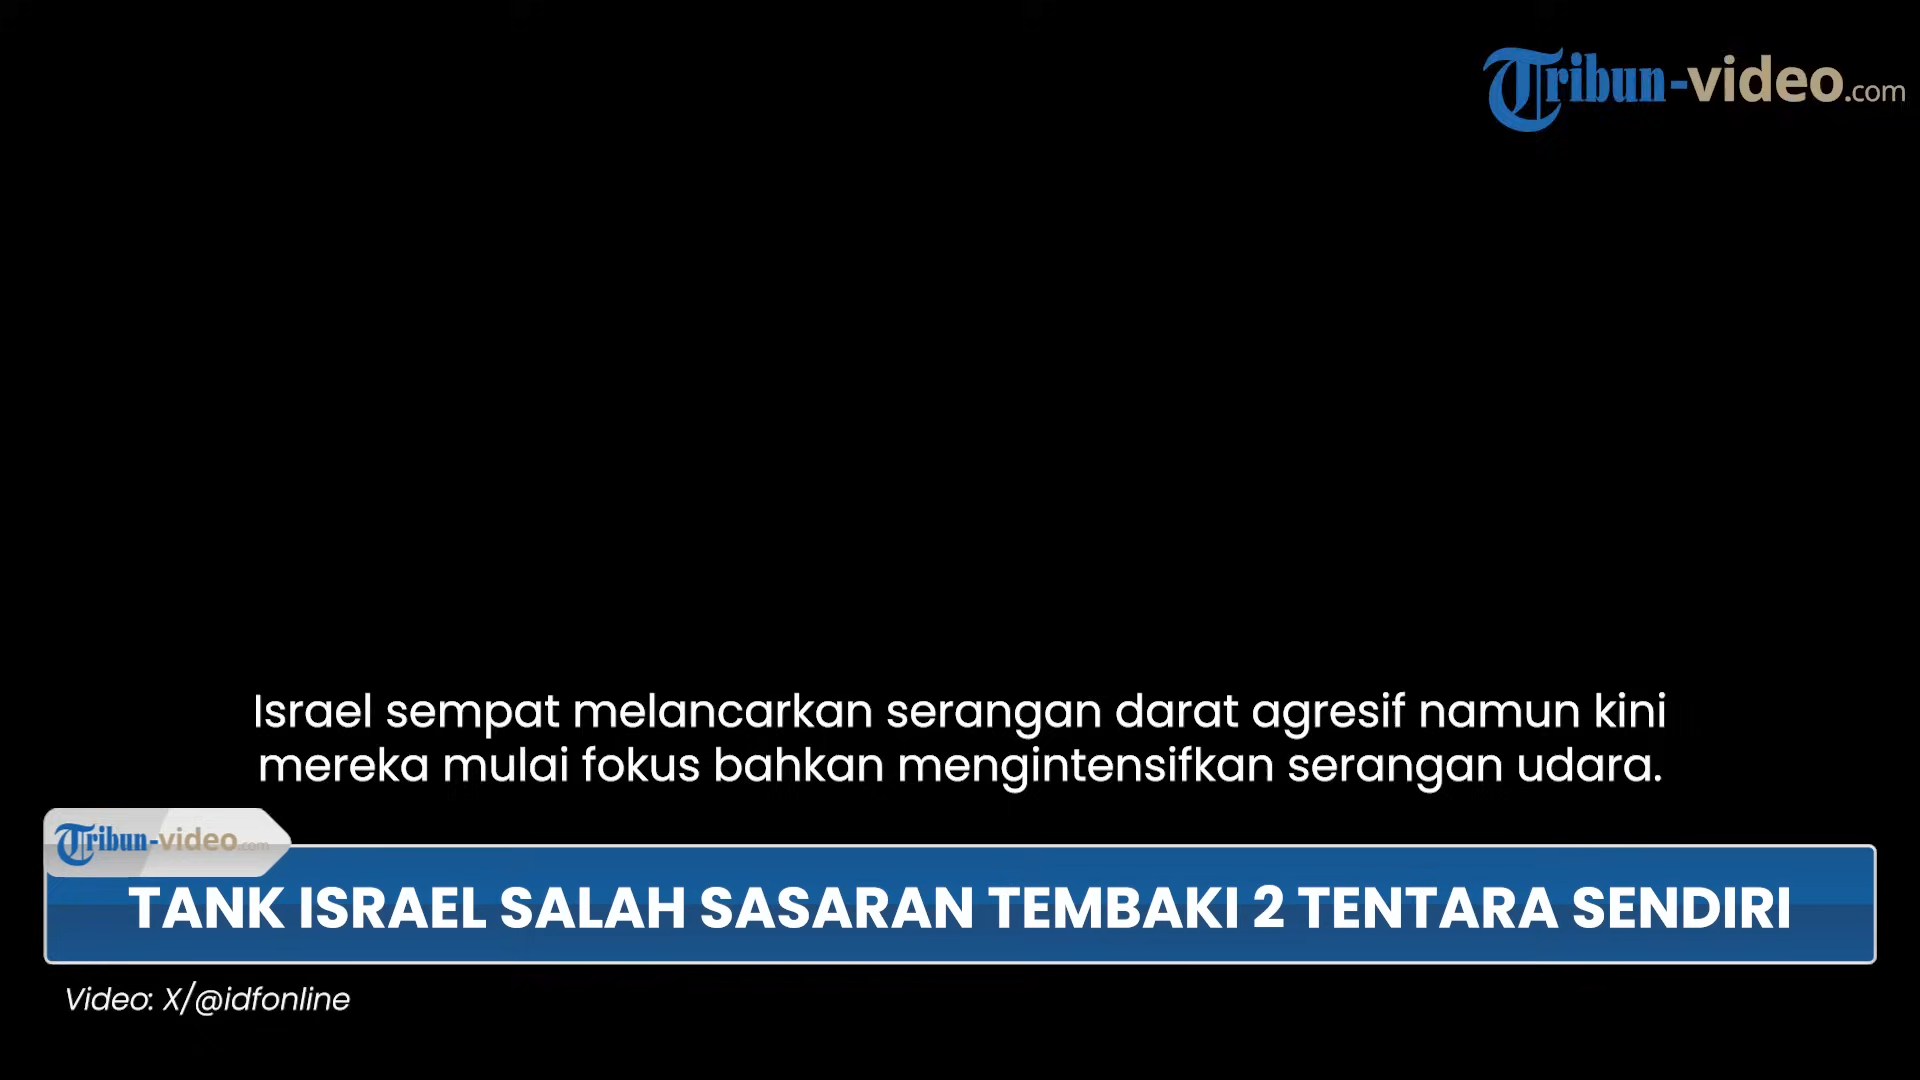 Tribun-video.com
Israel sempat melancarkan serangan darat agresif namun kini
mereka mulai fokus bahkan mengintensifkan serangan udara.
Tribun-video.com
TANK ISRAEL SALAH SASARAN TEMBAKI 2 TENTARA SENDIRI
Video: X/@idfonline